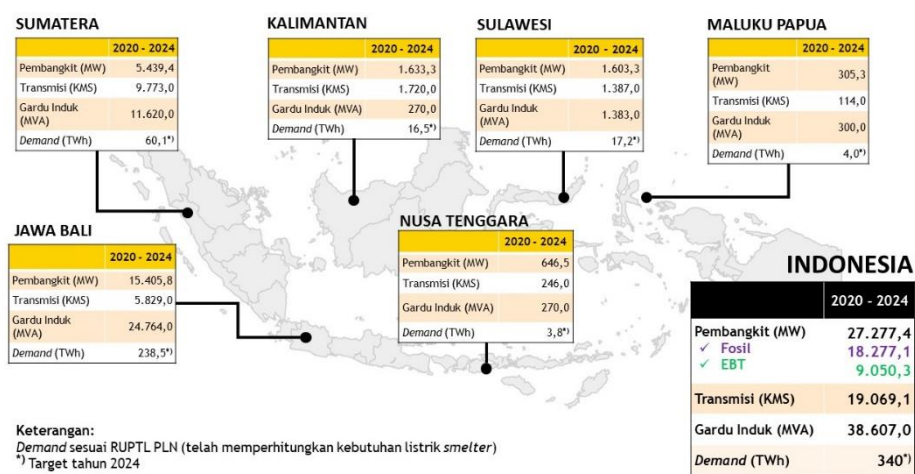 SUMATERA
2020 - 2024
Pembangkit (MW) 5.439,4
Transmisi (KMS) 9.773,0
Gardu Induk
(MVA) 11.620,0
Demand (TWh) 60,1*)
KALIMANTAN
2020 - 2024
Pembangkit (MW) 1.633,3
Transmisi (KMS) 1.720,0
Gardu Induk
(MVA) 270,0
Demand (TWh) 16,5*)
SULAWESI
2020 - 2024
Pembangkit (MW) 1.603,3
Transmisi (KMS) 1.387,0
Gardu Induk
(MVA) 1.383,0
Demand (TWh) 17,2*)
MALUKU PAPUA
2020 - 2024
Pembangkit
(MW) 305,3
Transmisi (KMS) 114,0
Gardu Induk
(MVA) 300,0
Demand (TWh) 4,0*)
JAWA BALI
2020 - 2024
Pembangkit (MW) 15.405,8
Transmisi (KMS) 5.829,0
Gardu Induk
(MVA) 24.764,0
Demand (TWh) 238,5*)
NUSA TENGGARA
2020 - 2024
Pembangkit (MW) 646,5
Transmisi (KMS) 246,0
Gardu Induk (MVA) 270,0
Demand (TWh) 3,8*)
INDONESIA
2020 - 2024
Pembangkit (MW) 27.277,4
✓ Fosil 18.277,1
✓ EBT 9.050,3
Transmisi (KMS) 19.069,1
Gardu Induk (MVA) 38.607,0
Demand (TWh) 340*)
Keterangan:
Demand sesuai RUPTL PLN (telah memperhitungkan kebutuhan listrik smelter)
*) Target tahun 2024